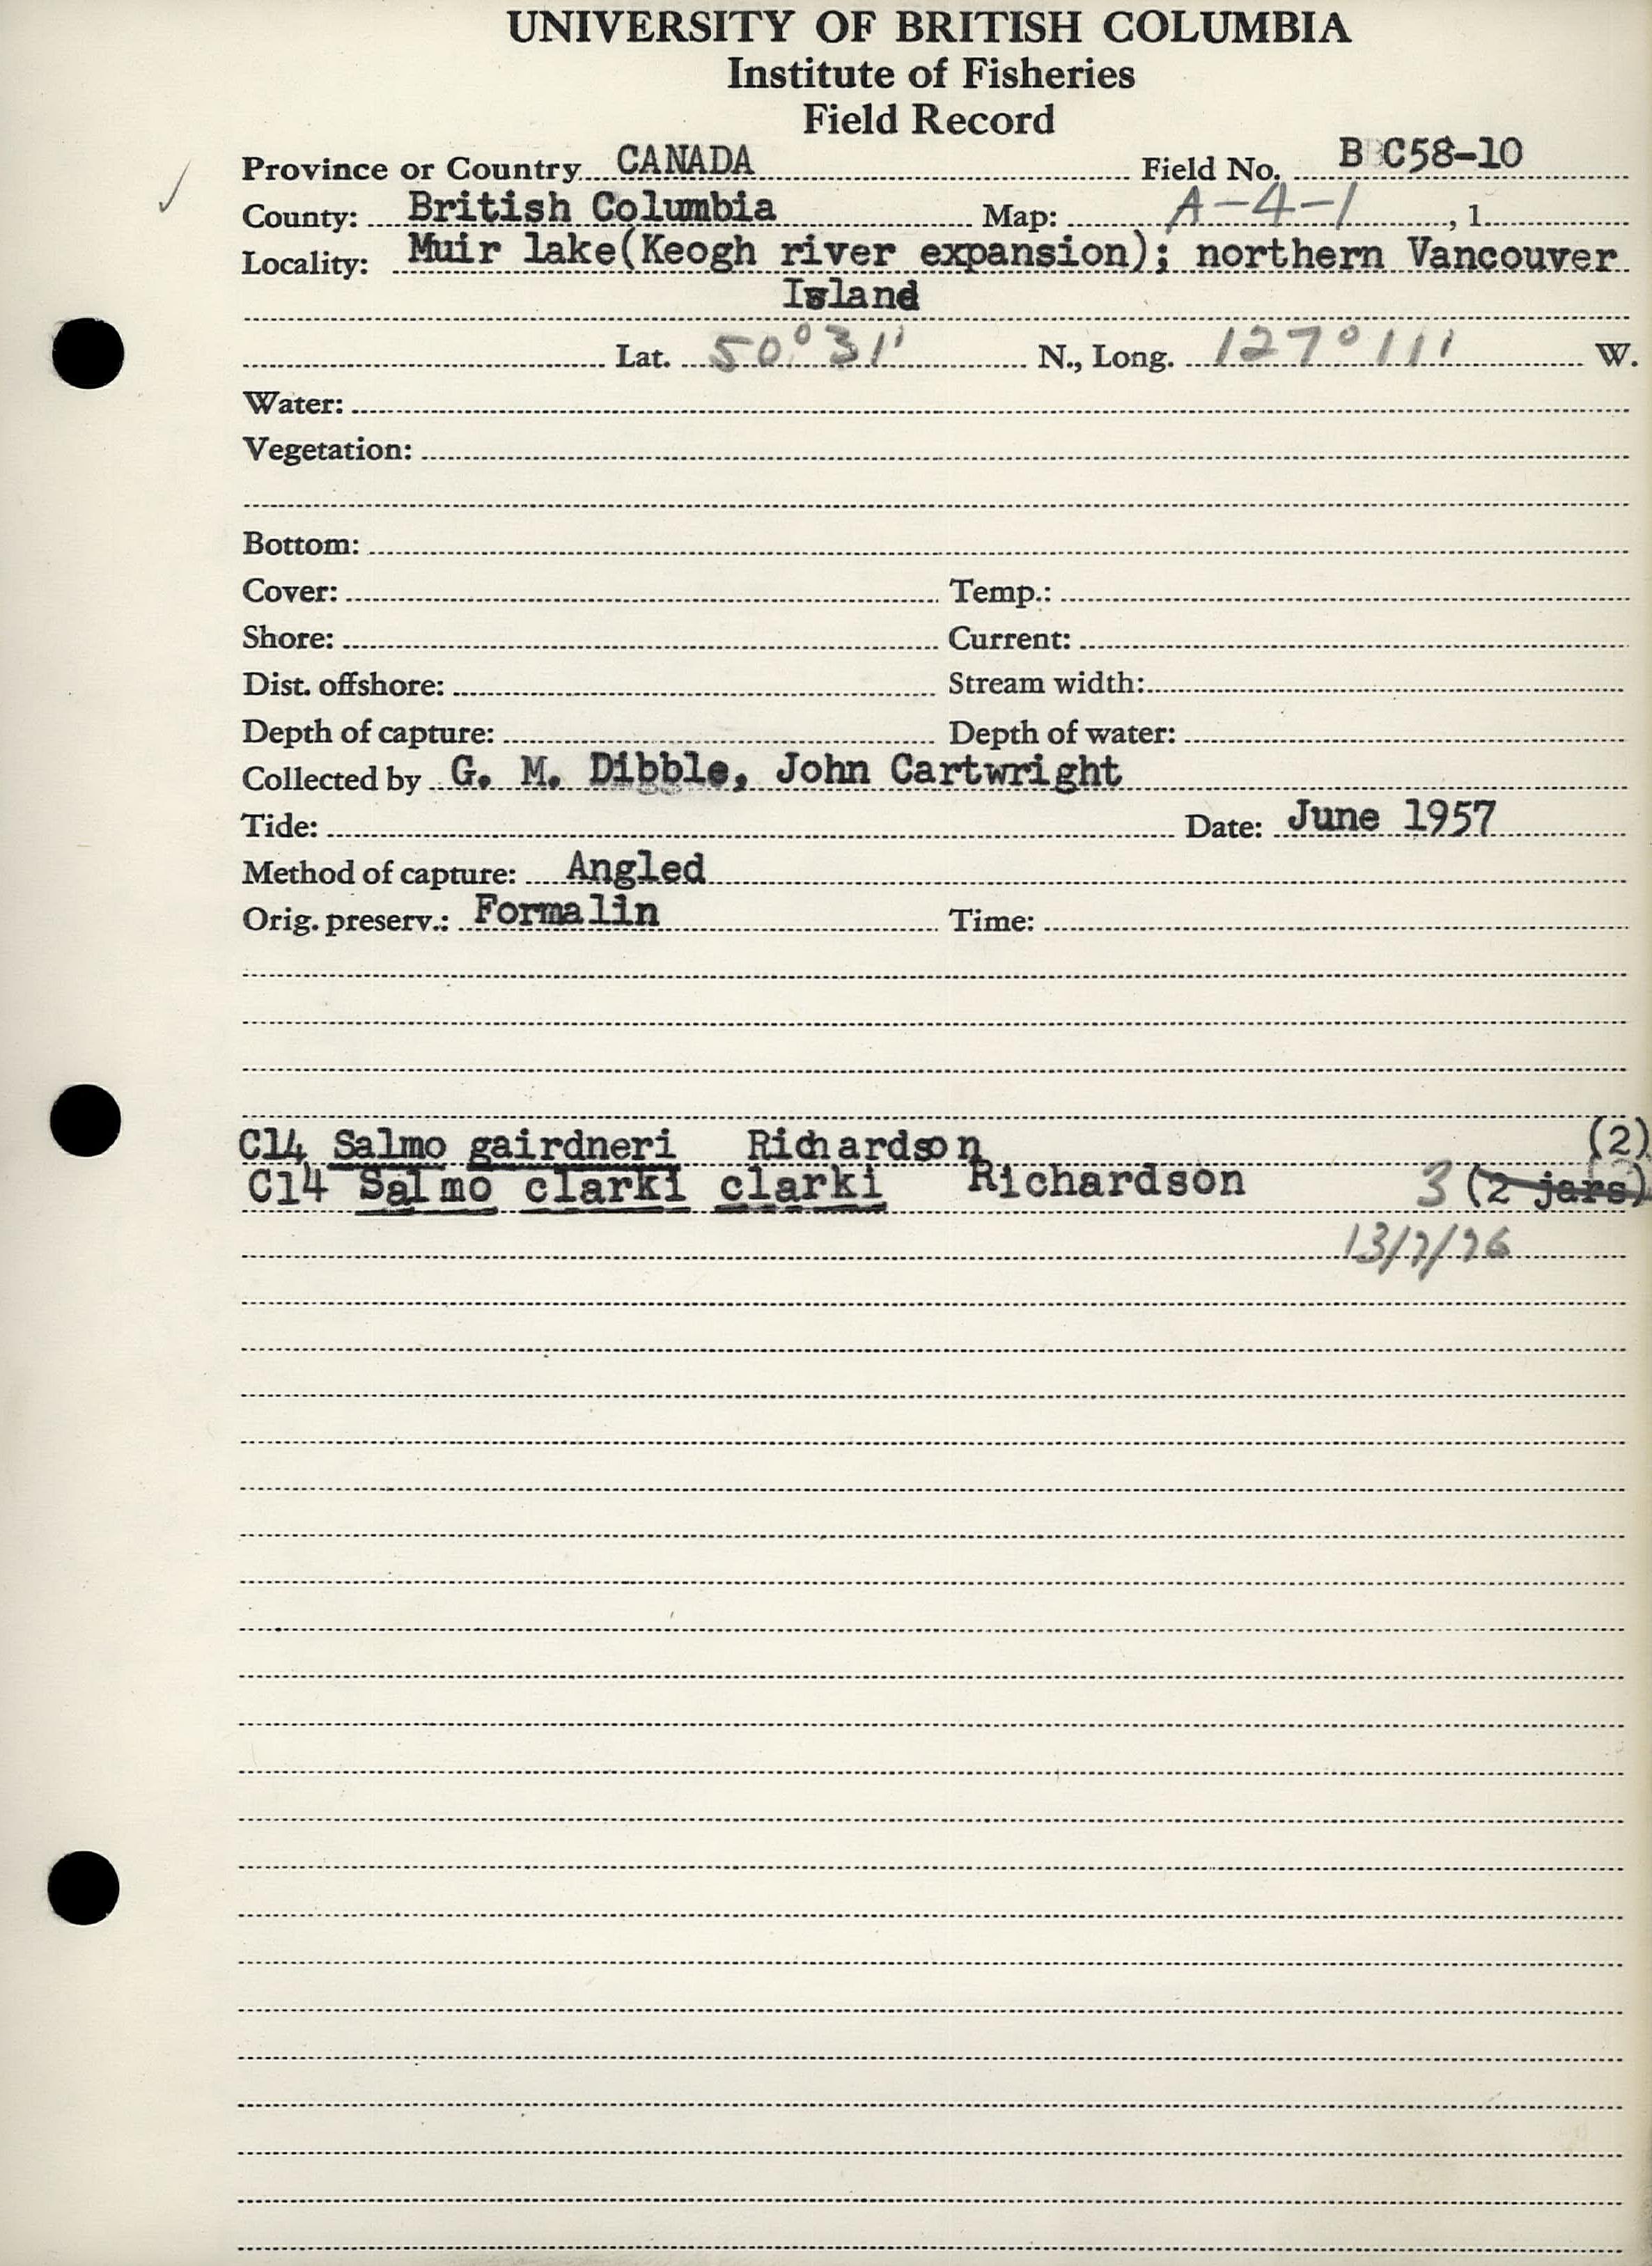 UNIVERSITY OF BRITISH COLUMBIA
Institute of Fisheries
Field Record
Province or Country CANADA Field No. B C58-10
County: British Columbia Map: A-4-1, 1
Locality: Muir lake(Keogh river expansion); northern Vancouver
Island
Lat. 50°31' N., Long. 127°11' W.
Water:
Vegetation:
Bottom:
Cover: Temp.:
Shore: Current:
Dist. offshore: Stream width:
Depth of capture: Depth of water:
Collected by G. M. Dibble, John Cartwright
Tide: Date: June 1957
Method of capture: Angled
Orig. preserv.: Formalin Time:
C14 Salmo gairdneri Richardson (2)
C14 Salmo clarki clarki Richardson 3 (2 jars)
13/7/76